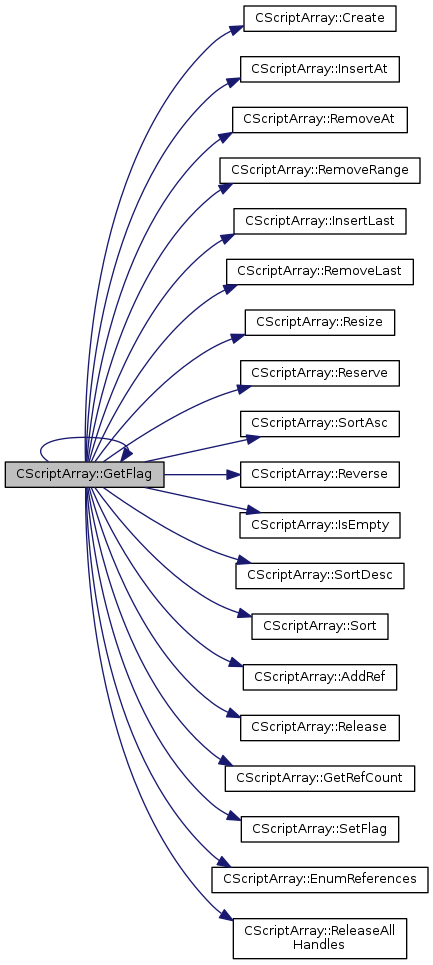 CScriptArray::Create
CScriptArray::InsertAt
CScriptArray::RemoveAt
CScriptArray::RemoveRange
CScriptArray::InsertLast
CScriptArray::RemoveLast
CScriptArray::Resize
CScriptArray::Reserve
CScriptArray::SortAsc
CScriptArray::GetFlag
CScriptArray::Reverse
CScriptArray::IsEmpty
CScriptArray::SortDesc
CScriptArray::Sort
CScriptArray::AddRef
CScriptArray::Release
CScriptArray::GetRefCount
CScriptArray::SetFlag
CScriptArray::EnumReferences
CScriptArray::ReleaseAll
Handles